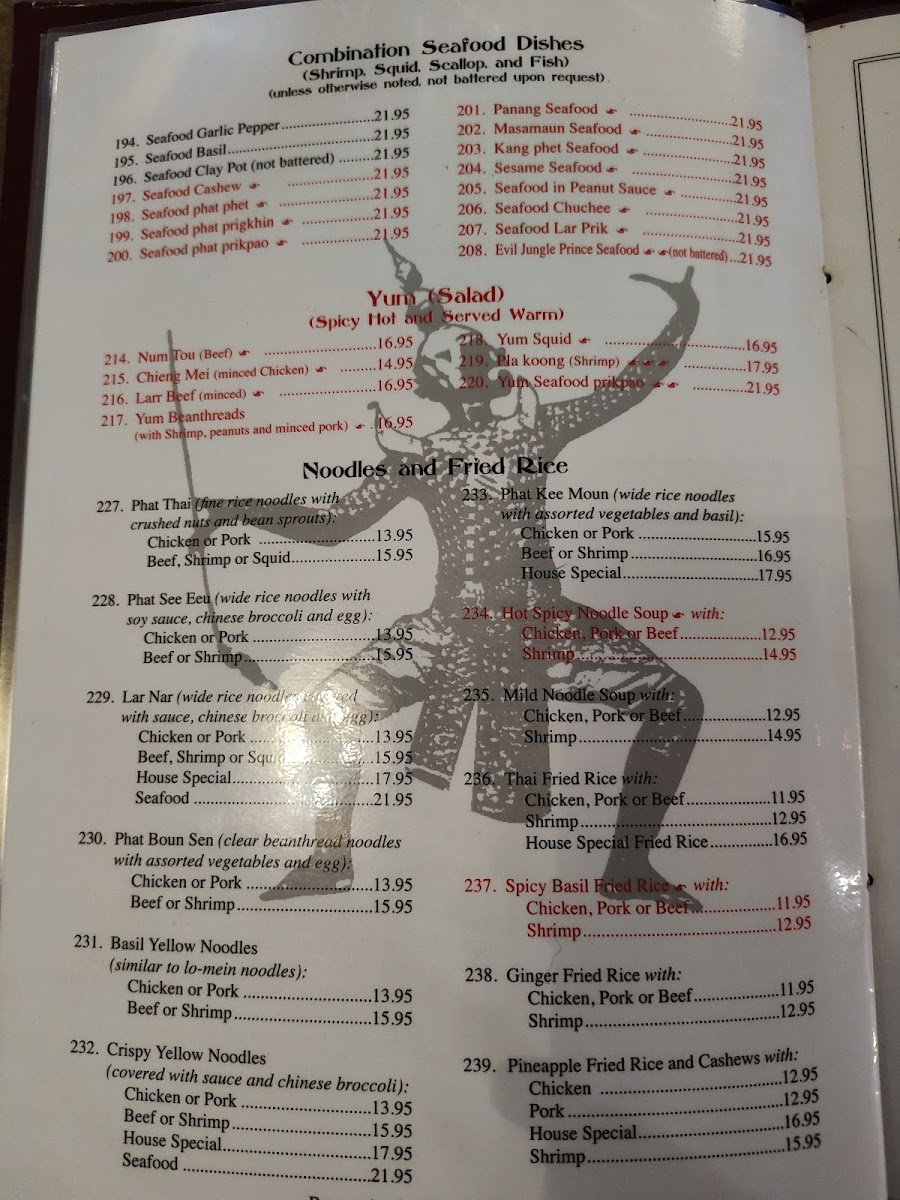 Combination Seafood Dishes
(Shrimp, Squid, Scallop, and Fish)
(unless otherwise noted, not battered upon request)
194. Seafood Garlic Pepper....................21.95
195. Seafood Basil...............................21.95
196. Seafood Clay Pot (not battered) ........21.95
197. Seafood Cashew ....................21.95
198. Seafood phat phet ....................21.95
199. Seafood phat prigkhin ................21.95
200. Seafood phat prikpao ................21.95
201. Panang Seafood ........................21.95
202. Masamaun Seafood ....................21.95
203. Kang phet Seafood ....................21.95
204. Sesame Seafood ........................21.95
205. Seafood in Peanut Sauce ................21.95
206. Seafood Chuchee ....................21.95
207. Seafood Lar Prik ....................21.95
208. Evil Jungle Prince Seafood (not battered)...21.95
Yum (Salad)
(Spicy Hot and Served Warm)
214. Num Tou (Beef) ........................16.95
215. Chieng Mei (minced Chicken) ........14.95
216. Larr Beef (minced) ....................16.95
217. Yum Beanthreads
(with Shrimp, peanuts and minced pork) . 16.95
218. Yum Squid ........................16.95
219. Pla koong (Shrimp) ................17.95
220. Yum Seafood prikpao ............21.95
Noodles and Fried Rice
227. Phat Thai (fine rice noodles with
crushed nuts and bean sprouts):
Chicken or Pork ........................13.95
Beef, Shrimp or Squid....................15.95
228. Phat See Eeu (wide rice noodles with
soy sauce, chinese broccoli and egg):
Chicken or Pork ........................13.95
Beef or Shrimp............................15.95
229. Lar Nar (wide rice noodles
with sauce, chinese broccoli and egg):
Chicken or Pork ........................13.95
Beef, Shrimp or Squid....................15.95
House Special............................17.95
Seafood ................................21.95
230. Phat Boun Sen (clear beanthread noodles
with assorted vegetables and egg):
Chicken or Pork ........................13.95
Beef or Shrimp............................15.95
231. Basil Yellow Noodles
(similar to lo-mein noodles):
Chicken or Pork ........................13.95
Beef or Shrimp............................15.95
232. Crispy Yellow Noodles
(covered with sauce and chinese broccoli):
Chicken or Pork ........................13.95
Beef or Shrimp............................15.95
House Special............................17.95
Seafood ................................21.95
233. Phat Kee Moun (wide rice noodles
with assorted vegetables and basil):
Chicken or Pork ........................15.95
Beef or Shrimp............................16.95
House Special............................17.95
234. Hot Spicy Noodle Soup with:
Chicken, Pork or Beef....................12.95
Shrimp....................................14.95
235. Mild Noodle Soup with:
Chicken, Pork or Beef....................12.95
Shrimp....................................14.95
236. Thai Fried Rice with:
Chicken, Pork or Beef....................11.95
Shrimp....................................12.95
House Special Fried Rice................16.95
237. Spicy Basil Fried Rice with:
Chicken, Pork or Beef....................11.95
Shrimp....................................12.95
238. Ginger Fried Rice with:
Chicken, Pork or Beef....................11.95
Shrimp....................................12.95
239. Pineapple Fried Rice and Cashews with:
Chicken ................................12.95
Pork....................................12.95
House Special............................16.95
Shrimp....................................15.95